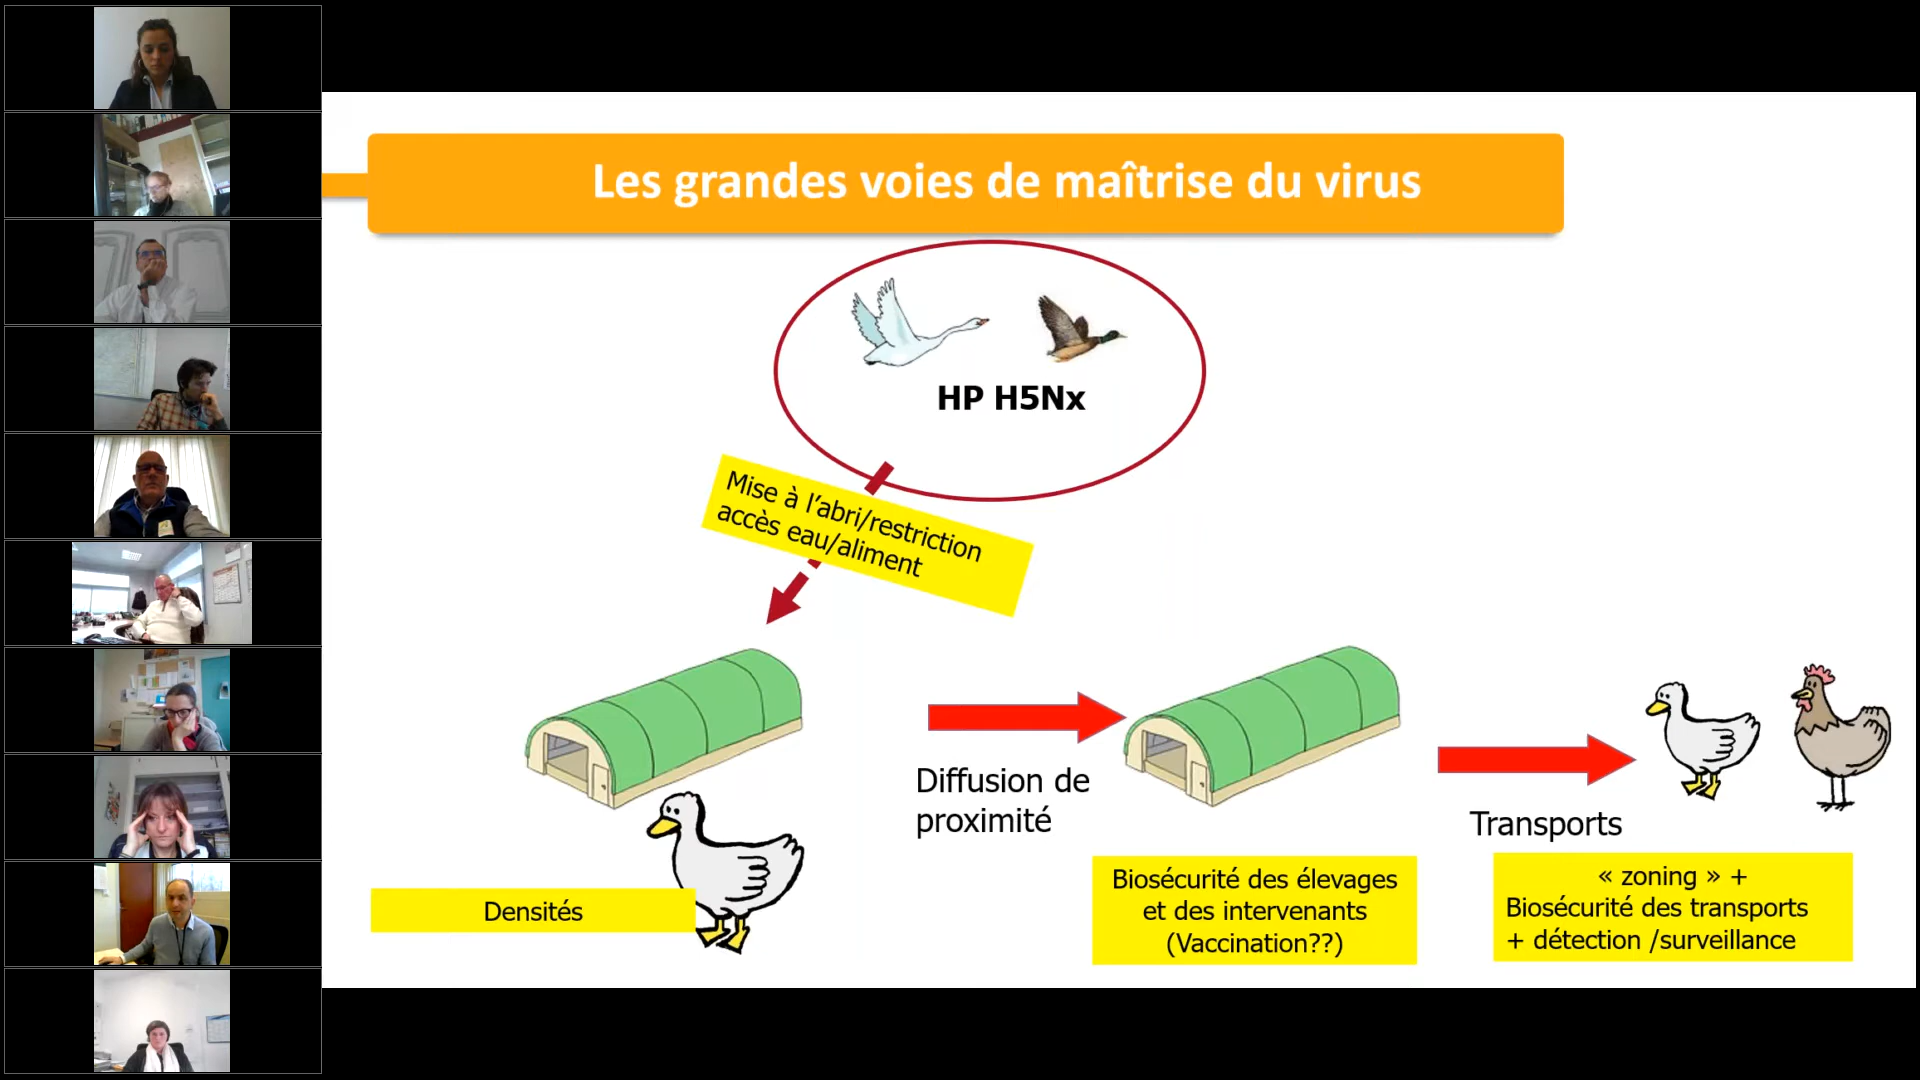 Les grandes voies de maîtrise du virus
HP H5Nx
Mise à l’abri/restriction
accès eau/aliment
Diffusion de
proximité
Transports
Densités
Biosécurité des élevages
et des intervenants
(Vaccination??)
« zoning » +
Biosécurité des transports
+ détection /surveillance